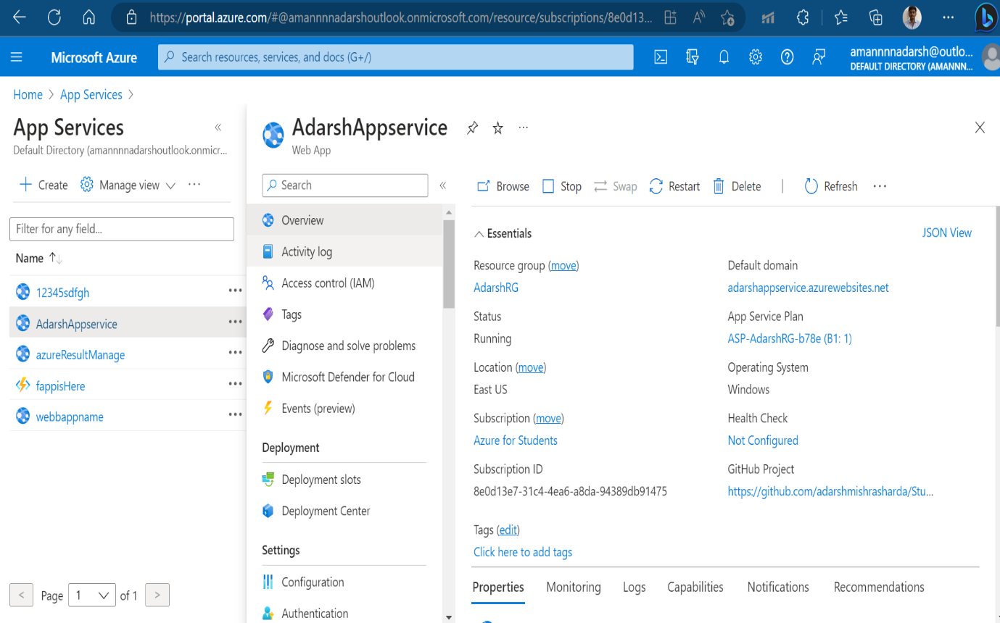 https://portal.azure.com/#@amannnnadarshoutlook.onmicrosoft.com/resource/subscriptions/8e0d13...
Microsoft Azure
Search resources, services, and docs (G+/)
amannnnadarsh@outlo...
DEFAULT DIRECTORY (AMANNN...
Home > App Services >
App Services
Default Directory (amannnnadarshoutlook.onmicr...
Create Manage view ...
Filter for any field...
Name
12345sdfgh
AdarshAppservice
azureResultManage
fappisHere
webbappname
< Page 1 of 1 >
AdarshAppservice
Web App
Search
Overview
Activity log
Access control (IAM)
Tags
Diagnose and solve problems
Microsoft Defender for Cloud
Events (preview)
Deployment
Deployment slots
Deployment Center
Settings
Configuration
Authentication
Browse Stop Swap Restart Delete Refresh ...
Essentials
JSON View
Resource group (move)
AdarshRG
Status
Running
Location (move)
East US
Subscription (move)
Azure for Students
Subscription ID
8e0d13e7-31c4-4ea6-a8da-94389db91475
Default domain
adarshappservice.azurewebsites.net
App Service Plan
ASP-AdarshRG-b78e (B1: 1)
Operating System
Windows
Health Check
Not Configured
GitHub Project
https://github.com/adarshmishrasharda/Stu...
Tags (edit)
Click here to add tags
Properties Monitoring Logs Capabilities Notifications Recommendations